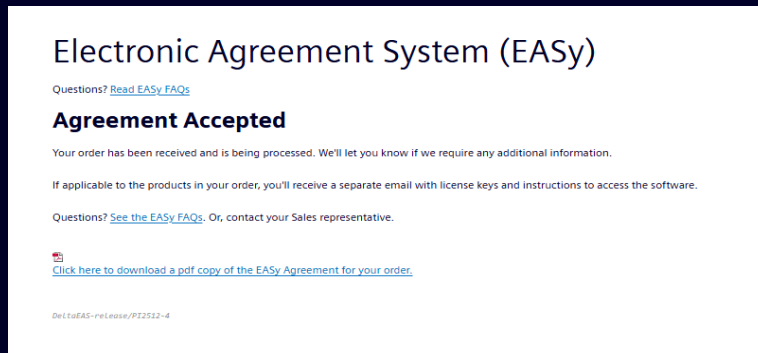 Electronic Agreement System (EASy)
Questions? Read EASy FAQs
Agreement Accepted
Your order has been received and is being processed. We'll let you know if we require any additional information.
If applicable to the products in your order, you'll receive a separate email with license keys and instructions to access the software.
Questions? See the EASy FAQs. Or, contact your Sales representative.
Click here to download a pdf copy of the EASy Agreement for your order.
DeltaEAS-release/PI2512-4